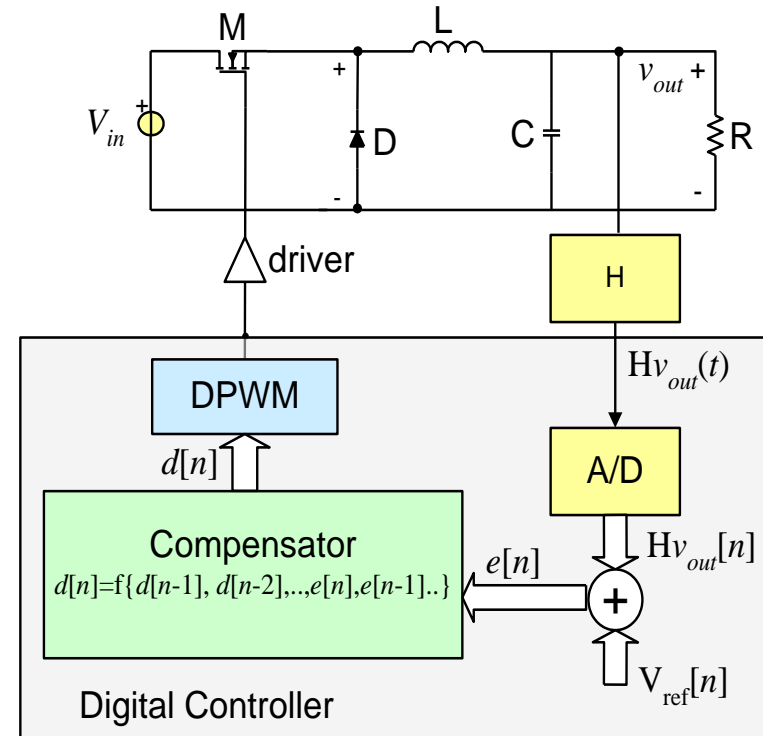 M
L
+
v_out +
+
V_in
D
C
R
-
-
driver
H
Hv_out(t)
DPWM
d[n]
A/D
Compensator
d[n]=f{d[n-1], d[n-2],..,e[n],e[n-1]..}
e[n]
Hv_out[n]
+
V_ref[n]
Digital Controller